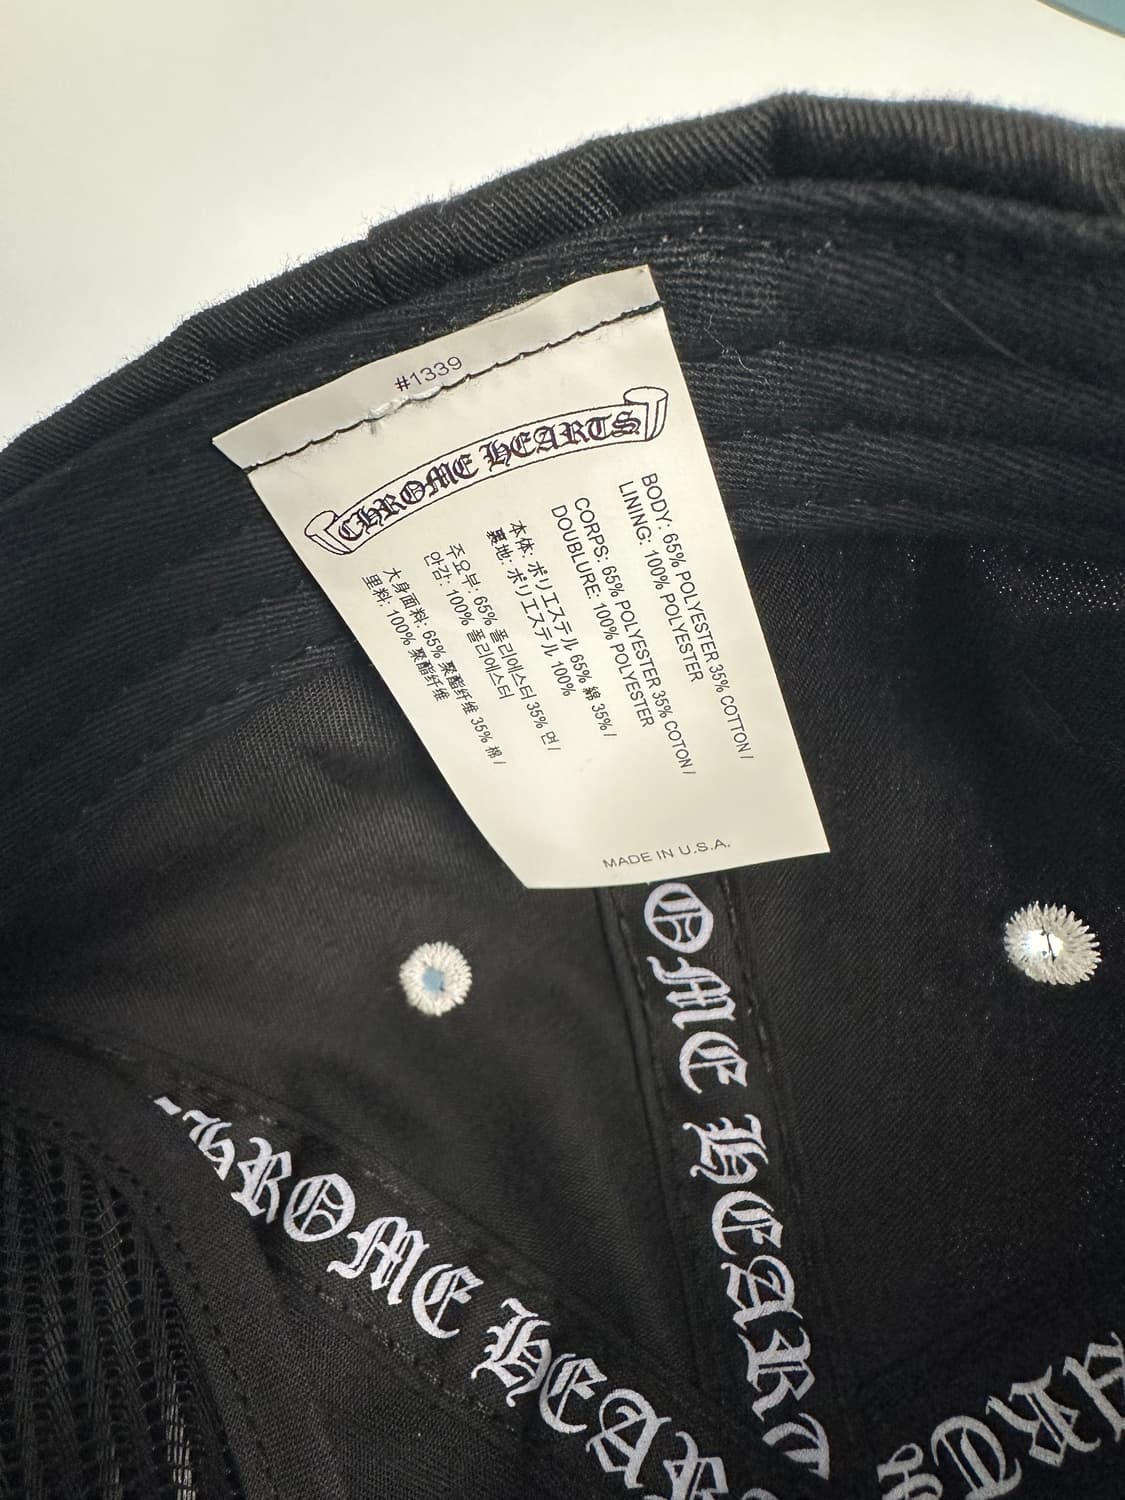 #1339
CHROME HEARTS
BODY: 65% POLYESTER 35% COTTON /
LINING: 100% POLYESTER
CORPS: 65% POLYESTER 35% COTON /
DOUBLURE: 100% POLYESTER
本体: ポリエステル 65% 綿 35% /
裏地: ポリエステル 100%
주요부: 65% 폴리에스터 35% 면 /
안감: 100% 폴리에스터
大身面料: 65% 聚酯纤维 35% 棉 /
里料: 100% 聚酯纤维
MADE IN U.S.A.
OME HEART
HROME HEAR
ARTS